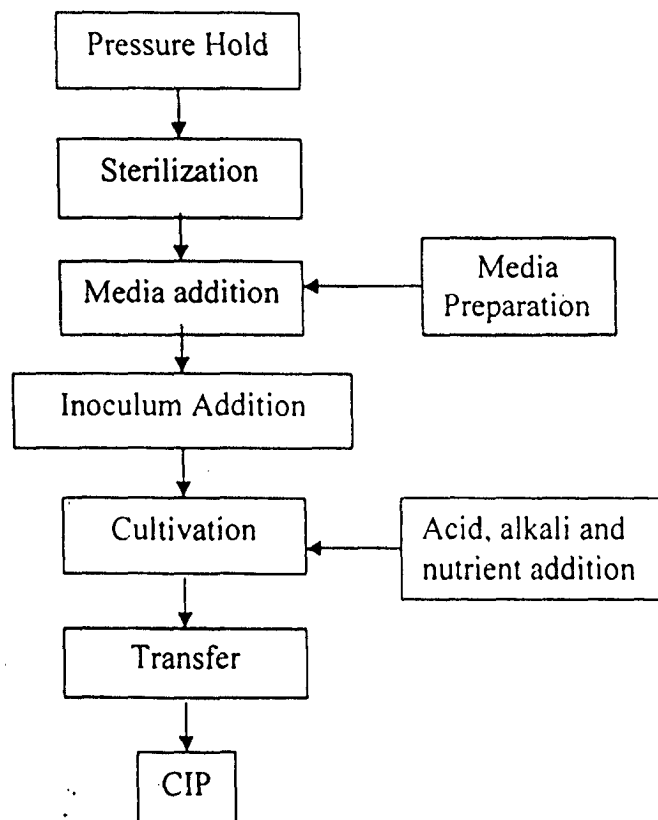 Pressure Hold
Sterilization
Media addition
Media
Preparation
Inoculum Addition
Cultivation
Acid, alkali and
nutrient addition
Transfer
CIP